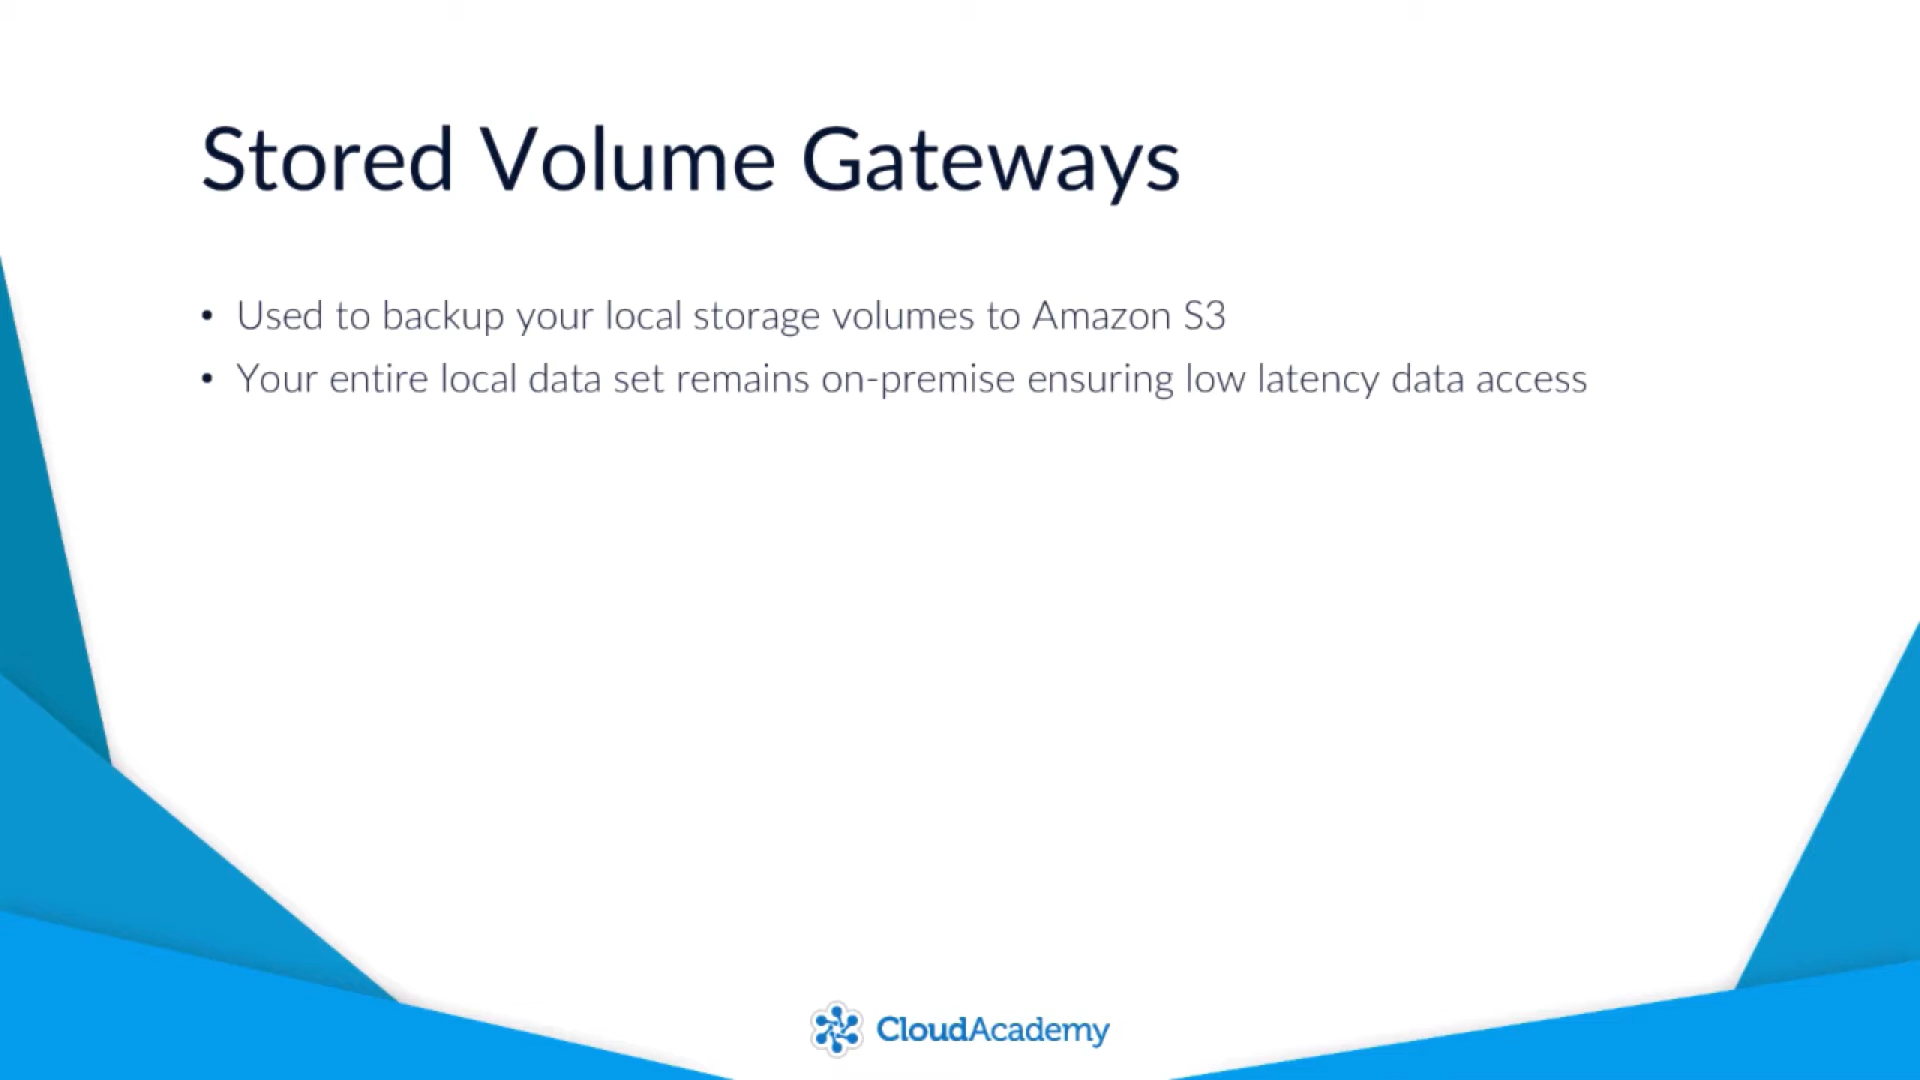 Stored Volume Gateways
• Used to backup your local storage volumes to Amazon S3
• Your entire local data set remains on-premise ensuring low latency data access
CloudAcademy